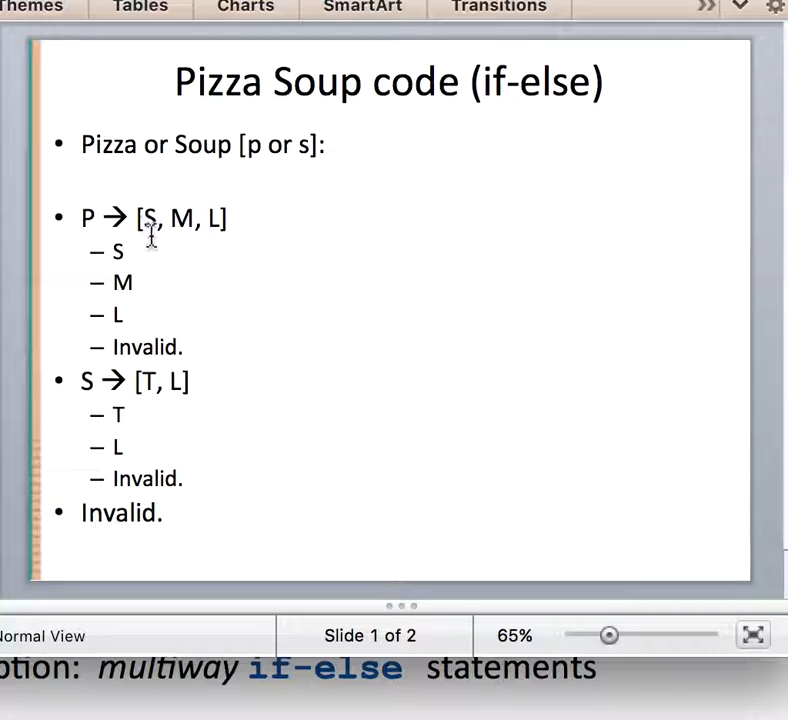 Themes Tables Charts SmartArt Transitions
Pizza Soup code (if-else)
• Pizza or Soup [p or s]:
• P → [S, M, L]
– S
– M
– L
– Invalid.
• S → [T, L]
– T
– L
– Invalid.
• Invalid.
Normal View Slide 1 of 2 65%
ption: multiway if-else statements